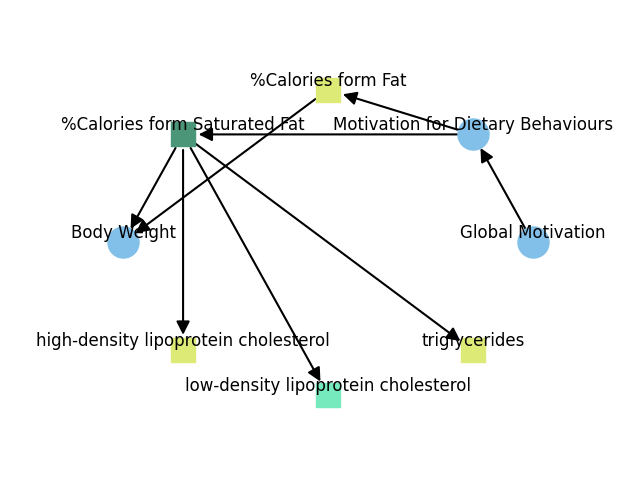 %Calories form Fat
%Calories form Saturated Fat
Motivation for Dietary Behaviours
Body Weight
Global Motivation
high-density lipoprotein cholesterol
triglycerides
low-density lipoprotein cholesterol